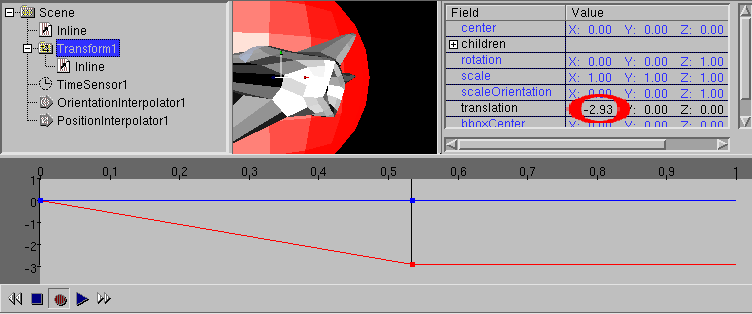 Scene
Inline
Transform1
Inline
TimeSensor1
OrientationInterpolator1
PositionInterpolator1
Field Value
center X: 0.00 Y: 0.00 Z: 0.00
children
rotation X: 0.00 Y: 0.00 Z: 1.00
scale X: 1.00 Y: 1.00 Z: 1.00
scaleOrientation X: 0.00 Y: 0.00 Z: 1.00
translation -2.93 Y: 0.00 Z: 0.00
bboxCenter X: 0.00 Y: 0.00 Z: 0.00
0 0,1 0,2 0,3 0,4 0,5 0,6 0,7 0,8 0,9 1
1
0
-1
-2
-3